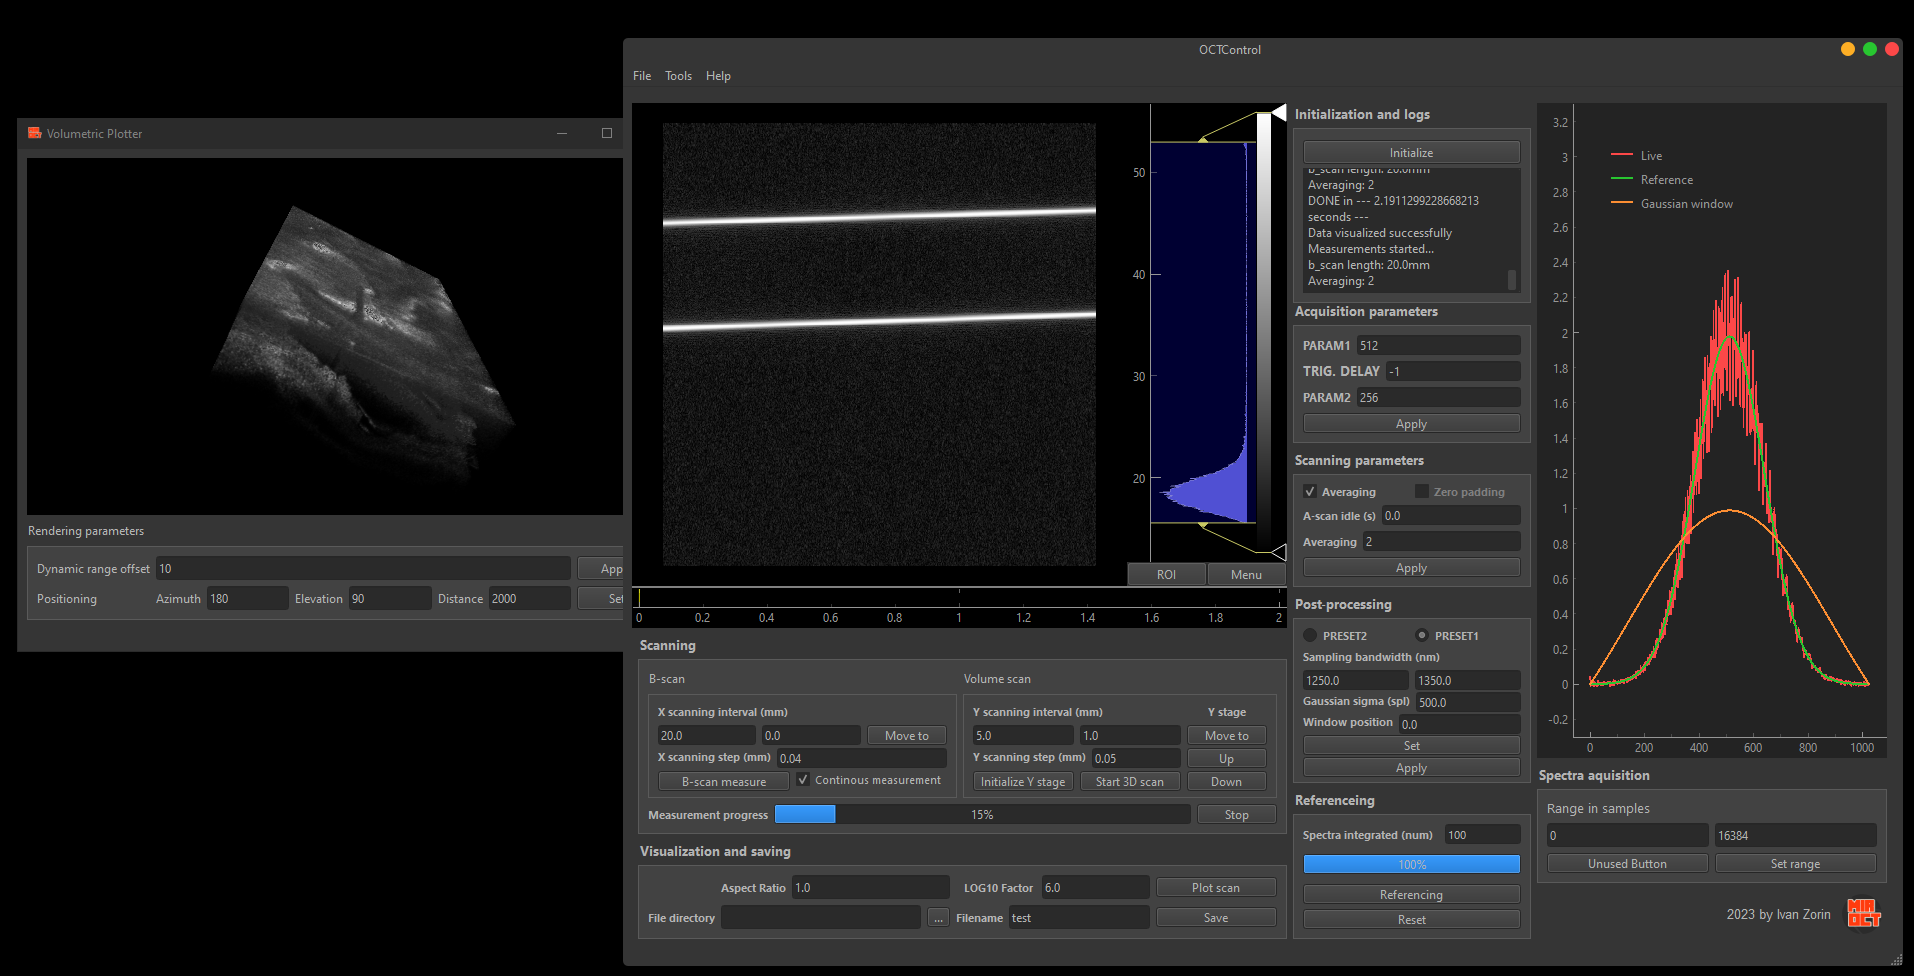 OCTControl
File Tools Help
Volumetric Plotter
Rendering parameters
Dynamic range offset 10
App
Positioning Azimuth 180 Elevation 90 Distance 2000
Set
50
40
30
20
ROI Menu
0 0.2 0.4 0.6 0.8 1 1.2 1.4 1.6 1.8 2
Scanning
B-scan
X scanning interval (mm)
20.0 0.0 Move to
X scanning step (mm) 0.04
B-scan measure Continous measurement
Volume scan
Y scanning interval (mm) Y stage
5.0 1.0 Move to
Y scanning step (mm) 0.05 Up
Initialize Y stage Start 3D scan Down
Measurement progress 15% Stop
Visualization and saving
Aspect Ratio 1.0 LOG10 Factor 6.0 Plot scan
File directory ... Filename test Save
Initialization and logs
Initialize
b_scan length: 20.0mm
Averaging: 2
DONE in --- 2.1911299228668213
seconds ---
Data visualized successfully
Measurements started...
b_scan length: 20.0mm
Averaging: 2
Acquisition parameters
PARAM1 512
TRIG. DELAY -1
PARAM2 256
Apply
Scanning parameters
Averaging Zero padding
A-scan idle (s) 0.0
Averaging 2
Apply
Post-processing
PRESET2 PRESET1
Sampling bandwidth (nm)
1250.0 1350.0
Gaussian sigma (spl) 500.0
Window position 0.0
Set
Apply
Referenceing
Spectra integrated (num) 100
100%
Referencing
Reset
3.2
3
2.8
2.6
2.4
2.2
2
1.8
1.6
1.4
1.2
1
0.8
0.6
0.4
0.2
0
-0.2
Live
Reference
Gaussian window
0 200 400 600 800 1000
Spectra aquisition
Range in samples
0 16384
Unused Button Set range
2023 by Ivan Zorin
MIR
OCT